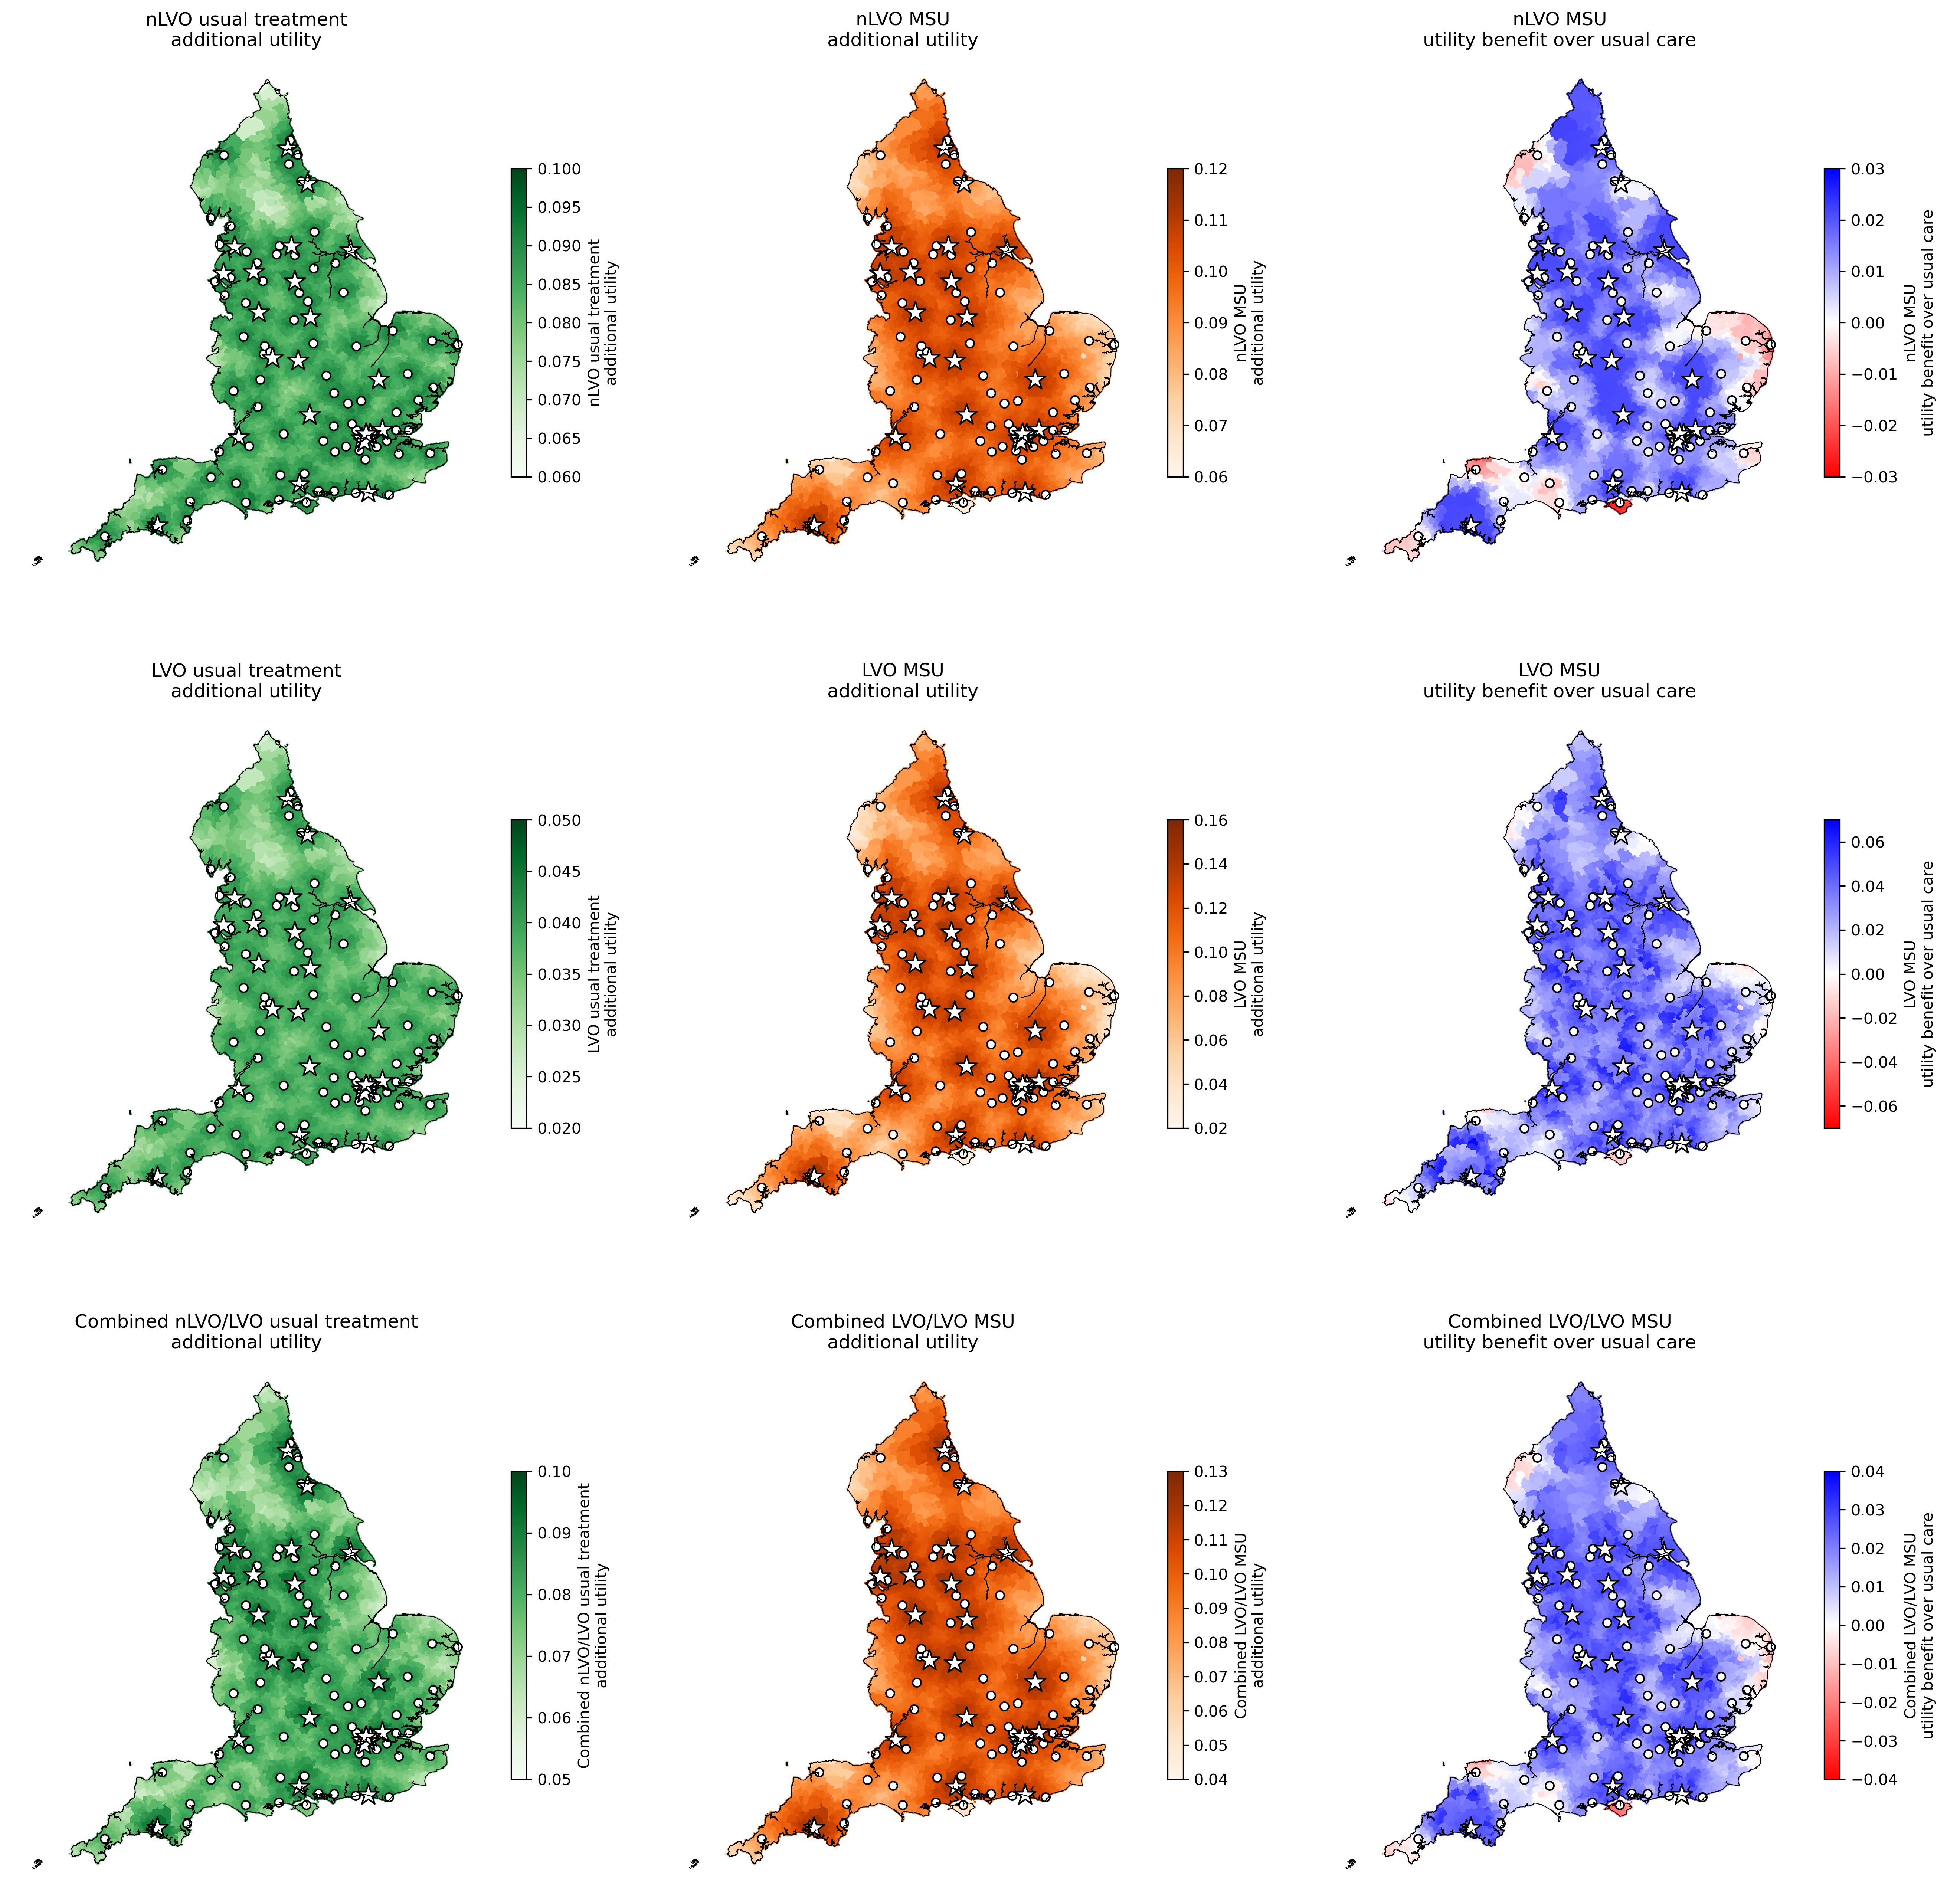 nLVO usual treatment
additional utility
nLVO MSU
additional utility
nLVO MSU
utility benefit over usual care
0.100
0.095
0.090
0.085
0.080
0.075
0.070
0.065
0.060
nLVO usual treatment
additional utility
0.12
0.11
0.10
0.09
0.08
0.07
0.06
nLVO MSU
additional utility
0.03
0.02
0.01
0.00
−0.01
−0.02
−0.03
nLVO MSU
utility benefit over usual care
LVO usual treatment
additional utility
LVO MSU
additional utility
LVO MSU
utility benefit over usual care
0.050
0.045
0.040
0.035
0.030
0.025
0.020
LVO usual treatment
additional utility
0.16
0.14
0.12
0.10
0.08
0.06
0.04
0.02
LVO MSU
additional utility
0.06
0.04
0.02
0.00
−0.02
−0.04
−0.06
LVO MSU
utility benefit over usual care
Combined nLVO/LVO usual treatment
additional utility
Combined LVO/LVO MSU
additional utility
Combined LVO/LVO MSU
utility benefit over usual care
0.10
0.09
0.08
0.07
0.06
0.05
Combined nLVO/LVO usual treatment
additional utility
0.13
0.12
0.11
0.10
0.09
0.08
0.07
0.06
0.05
0.04
Combined LVO/LVO MSU
additional utility
0.04
0.03
0.02
0.01
0.00
−0.01
−0.02
−0.03
−0.04
Combined LVO/LVO MSU
utility benefit over usual care